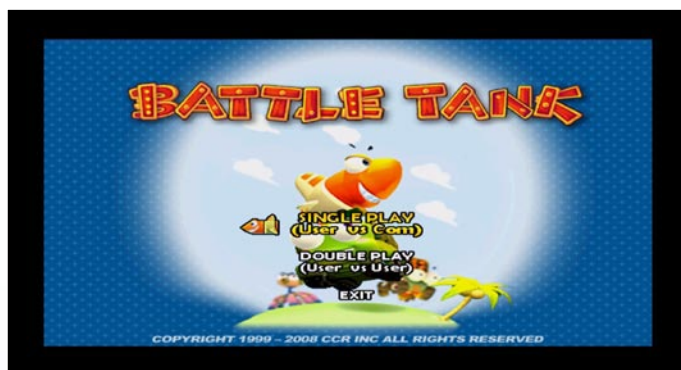 BATTLE TANK
SINGLE PLAY
(User vs Com)
DOUBLE PLAY
(User vs User)
EXIT
COPYRIGHT 1999 - 2008 CCR INC ALL RIGHTS RESERVED